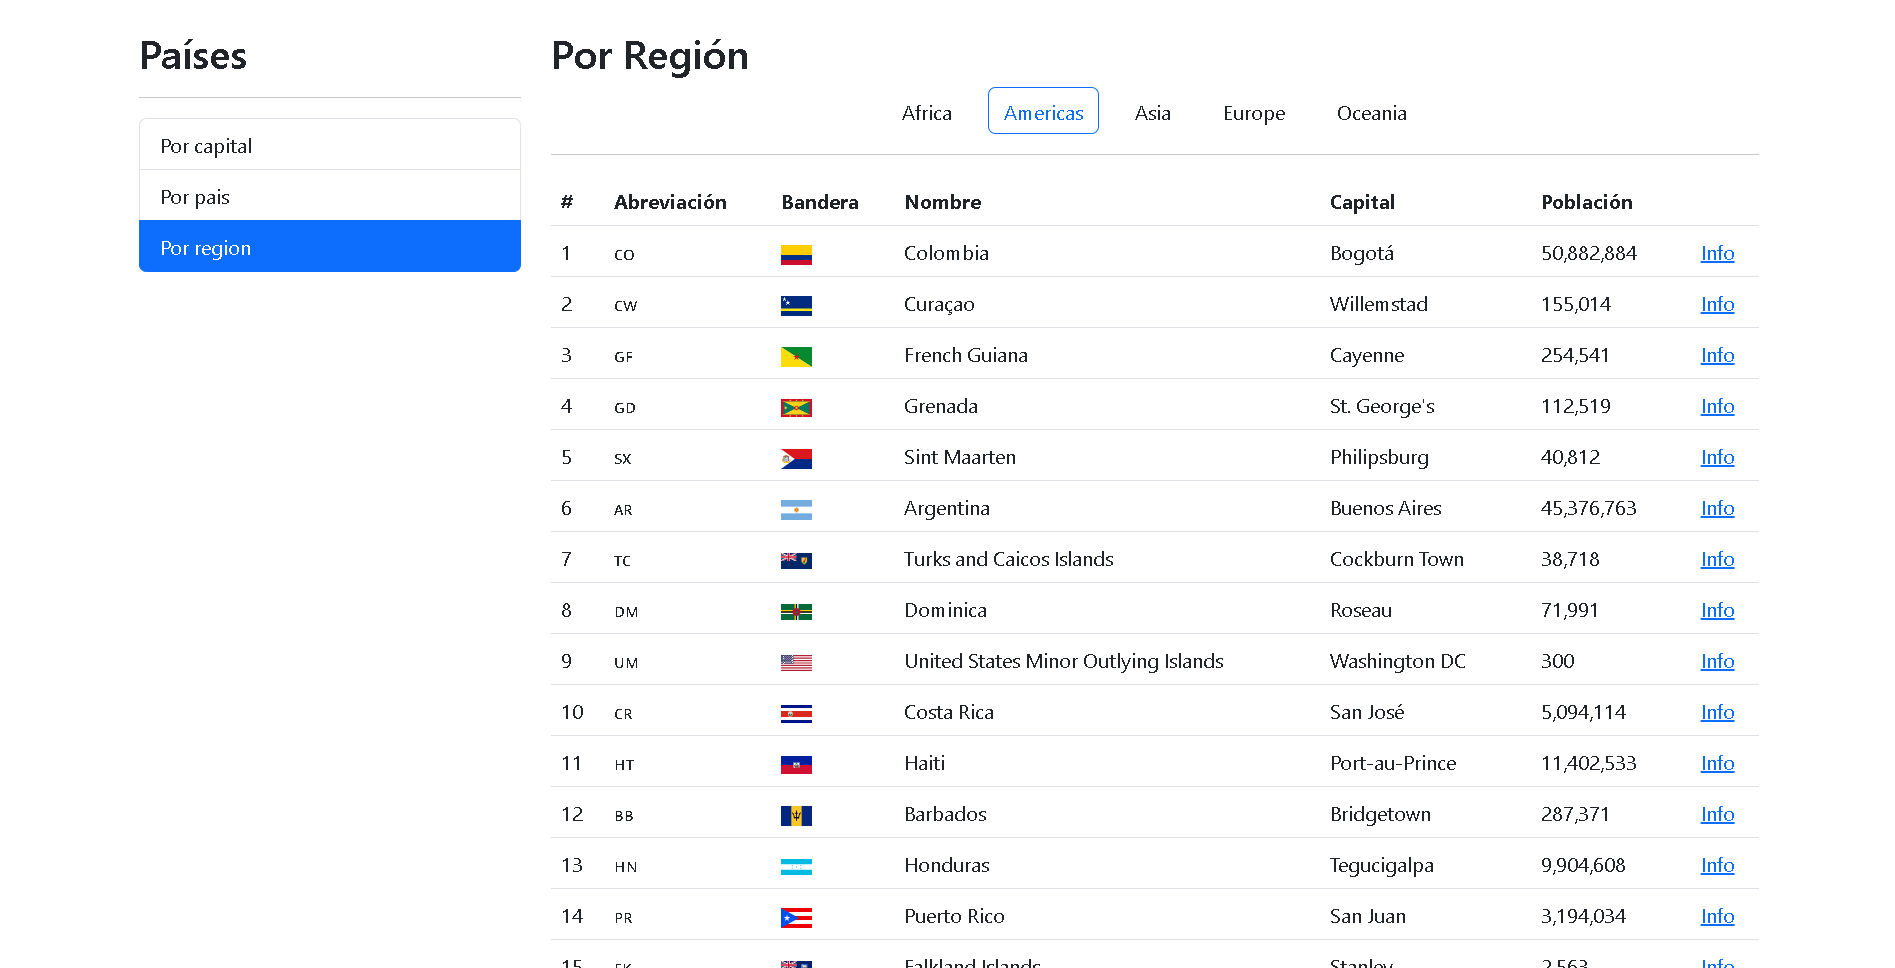 Países
Por capital
Por pais
Por region
Por Región
Africa Americas Asia Europe Oceania
# Abreviación Bandera Nombre Capital Población
1 CO Colombia Bogotá 50,882,884 Info
2 CW Curaçao Willemstad 155,014 Info
3 GF French Guiana Cayenne 254,541 Info
4 GD Grenada St. George's 112,519 Info
5 SX Sint Maarten Philipsburg 40,812 Info
6 AR Argentina Buenos Aires 45,376,763 Info
7 TC Turks and Caicos Islands Cockburn Town 38,718 Info
8 DM Dominica Roseau 71,991 Info
9 UM United States Minor Outlying Islands Washington DC 300 Info
10 CR Costa Rica San José 5,094,114 Info
11 HT Haiti Port-au-Prince 11,402,533 Info
12 BB Barbados Bridgetown 287,371 Info
13 HN Honduras Tegucigalpa 9,904,608 Info
14 PR Puerto Rico San Juan 3,194,034 Info
15 FK Falkland Islands Stanley 2,563 Info